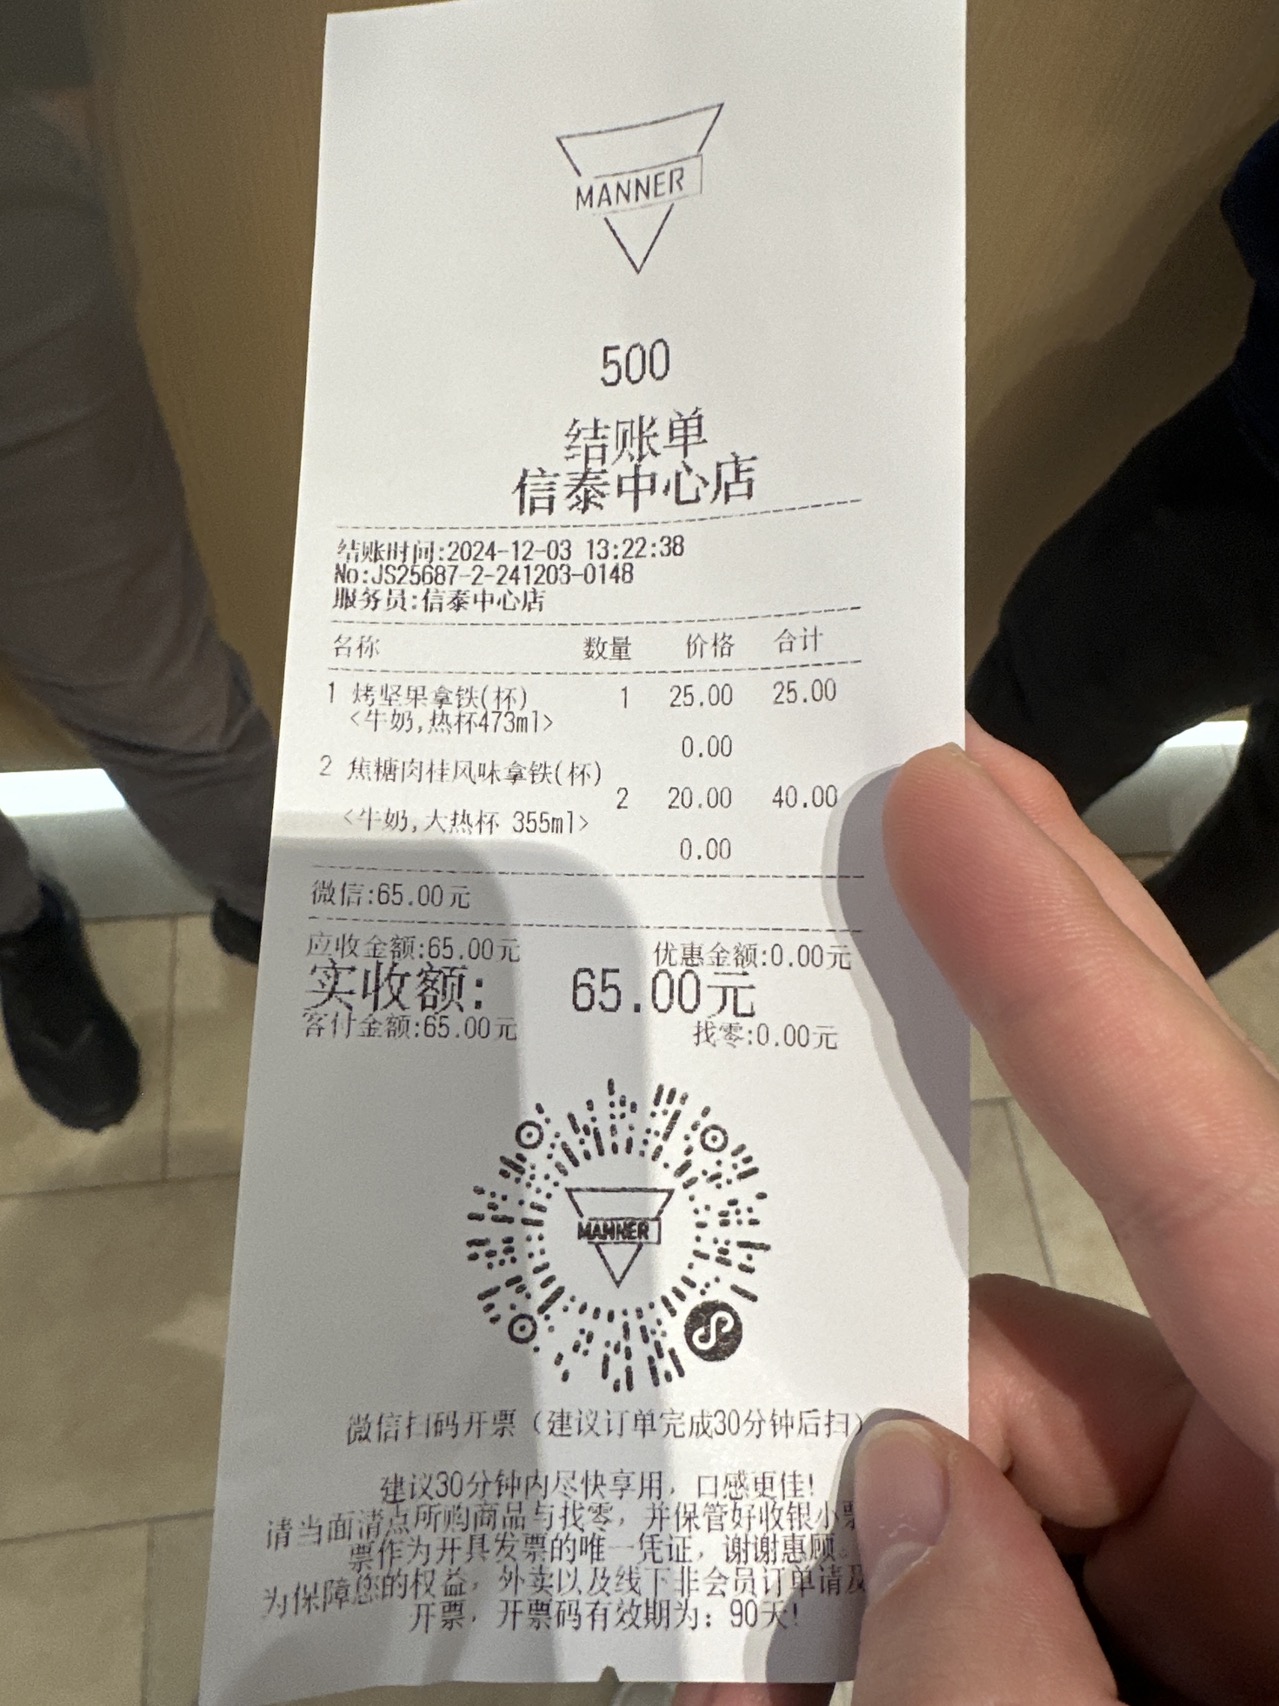 MANNER
500
结账单
信泰中心店
结账时间:2024-12-03 13:22:38
No:JS25687-2-241203-0148
服务员:信泰中心店
名称 数量 价格 合计
1 烤坚果拿铁(杯) 1 25.00 25.00
<牛奶,热杯473ml>
0.00
2 焦糖肉桂风味拿铁(杯)
2 20.00 40.00
<牛奶,大热杯 355ml>
0.00
微信:65.00元
应收金额:65.00元 优惠金额:0.00元
实收额: 65.00元
客付金额:65.00元 找零:0.00元
MANNER
微信扫码开票（建议订单完成30分钟后扫）
建议30分钟内尽快享用，口感更佳!
请当面清点所购商品与找零，并保管好收银小票
票作为开具发票的唯一凭证，谢谢惠顾。
为保障您的权益，外卖以及线下非会员订单请及
开票，开票码有效期为：90天!